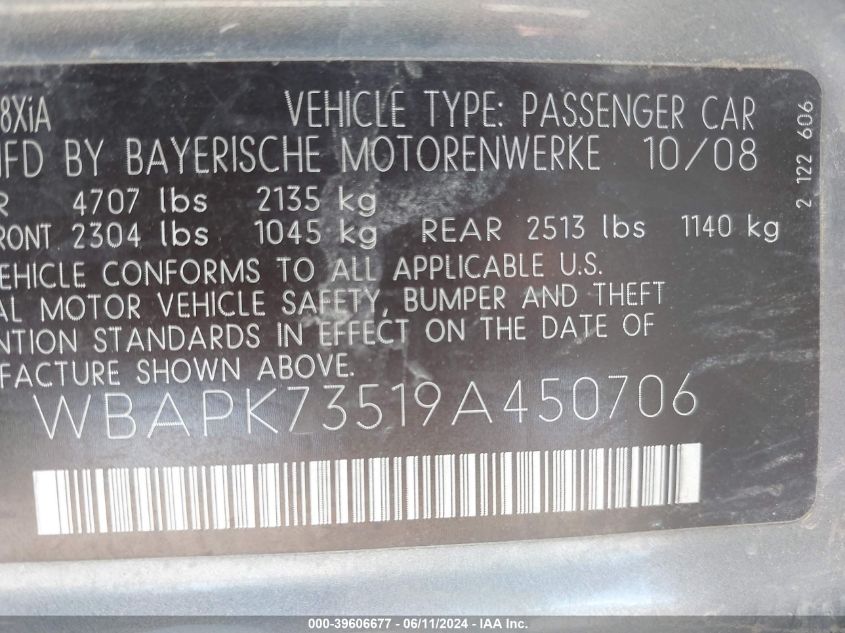 8XiA VEHICLE TYPE: PASSENGER CAR
MFD BY BAYERISCHE MOTORENWERKE 10/08
R 4707 lbs 2135 kg
RONT 2304 lbs 1045 kg REAR 2513 lbs 1140 kg
EHICLE CONFORMS TO ALL APPLICABLE U.S.
AL MOTOR VEHICLE SAFETY, BUMPER AND THEFT
NTION STANDARDS IN EFFECT ON THE DATE OF
FACTURE SHOWN ABOVE.
WBAPK73519A450706
2 122 606
000-39606677 - 06/11/2024 - IAA Inc.